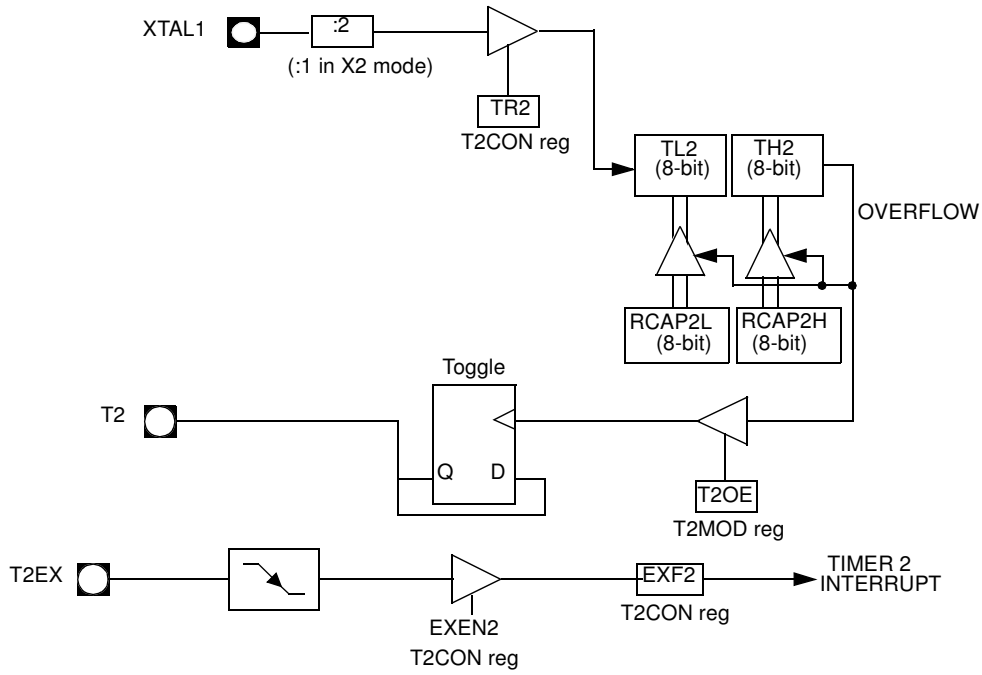 XTAL1
:2
(:1 in X2 mode)
TR2
T2CON reg
TL2
(8-bit)
TH2
(8-bit)
OVERFLOW
RCAP2L
(8-bit)
RCAP2H
(8-bit)
Toggle
T2
Q
D
T2OE
T2MOD reg
T2EX
EXEN2
T2CON reg
EXF2
T2CON reg
TIMER 2
INTERRUPT